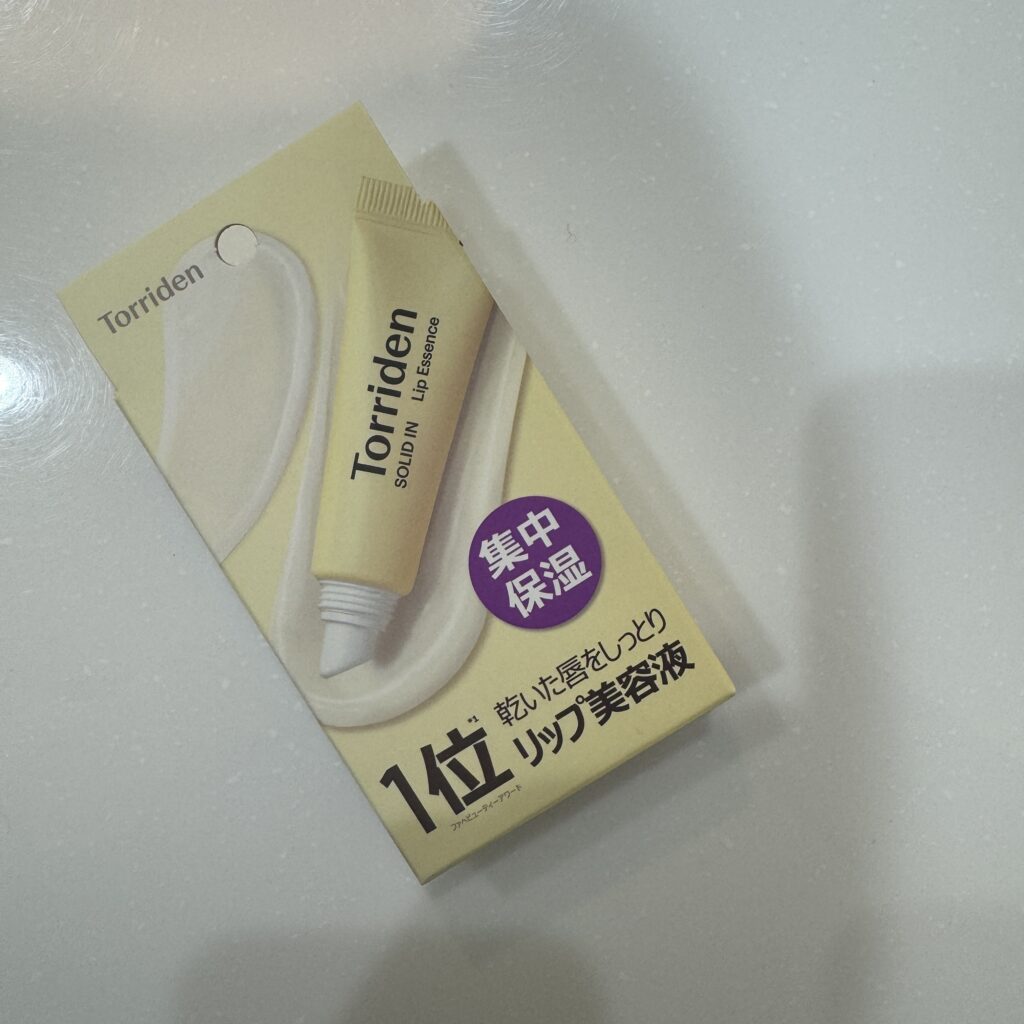 Torriden
Torriden
SOLID IN Lip Essence
集中
保湿
乾いた唇をしっとり
リップ美容液
1位※1
ファヘビューティーアワード